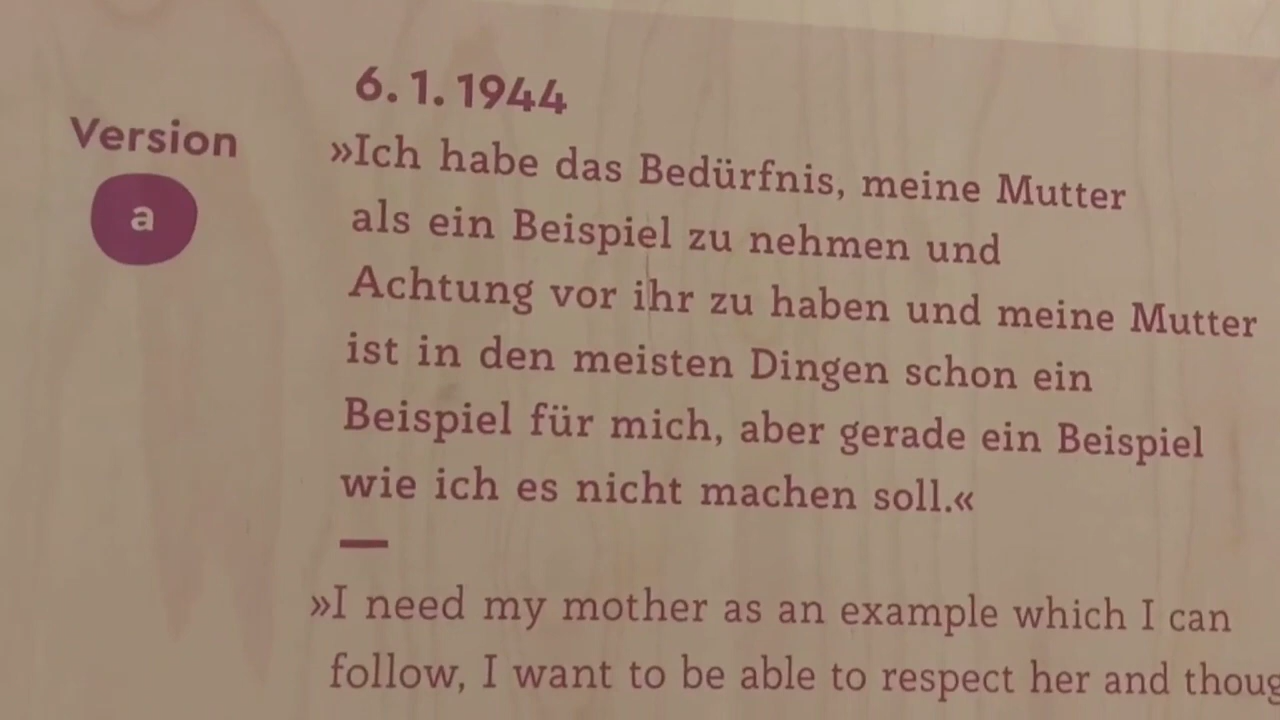 6. 1. 1944
Version
a
»Ich habe das Bedürfnis, meine Mutter
als ein Beispiel zu nehmen und
Achtung vor ihr zu haben und meine Mutter
ist in den meisten Dingen schon ein
Beispiel für mich, aber gerade ein Beispiel
wie ich es nicht machen soll.«
—
»I need my mother as an example which I can
follow, I want to be able to respect her and